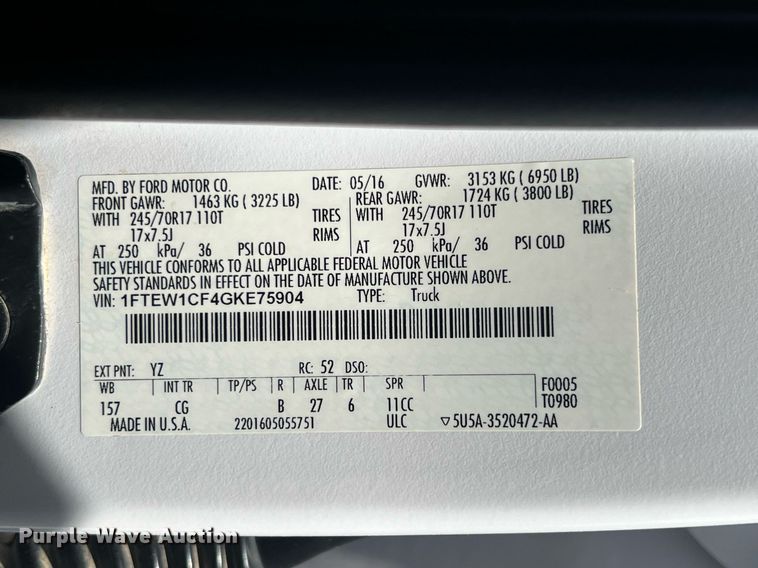 MFD. BY FORD MOTOR CO. DATE: 05/16 GVWR: 3153 KG ( 6950 LB)
FRONT GAWR: 1463 KG ( 3225 LB) REAR GAWR: 1724 KG ( 3800 LB)
WITH 245/70R17 110T TIRES WITH 245/70R17 110T TIRES
17x7.5J RIMS 17x7.5J RIMS
AT 250 kPa/ 36 PSI COLD AT 250 kPa/ 36 PSI COLD
THIS VEHICLE CONFORMS TO ALL APPLICABLE FEDERAL MOTOR VEHICLE
SAFETY STANDARDS IN EFFECT ON THE DATE OF MANUFACTURE SHOWN ABOVE.
VIN: 1FTEW1CF4GKE75904 TYPE: Truck
EXT PNT: YZ RC: 52 DSO:
WB INT TR TP/PS R AXLE TR SPR F0005
157 CG B 27 6 11CC T0980
MADE IN U.S.A. 2201605055751 ULC ▽5U5A-3520472-AA
Purple Wave Auction